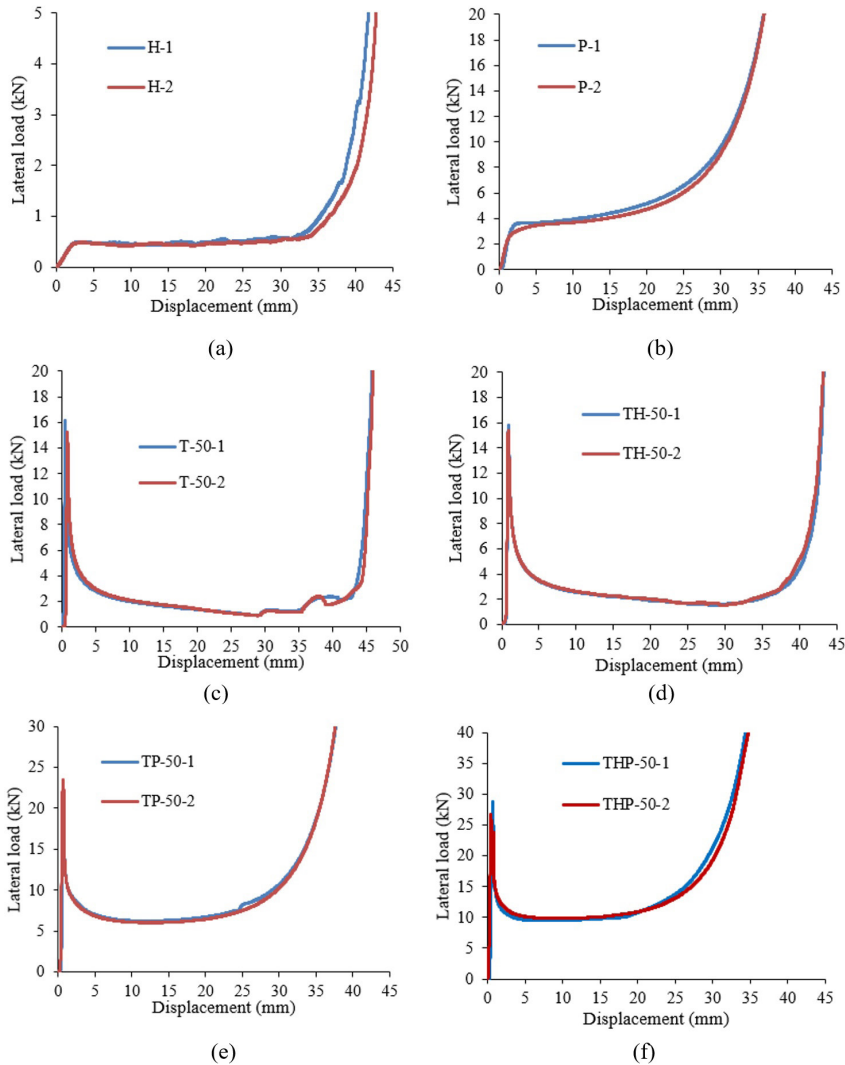 5
4
3
2
1
0
Lateral load (kN)
H-1
H-2
0 5 10 15 20 25 30 35 40 45
Displacement (mm)
(a)
20
18
16
14
12
10
8
6
4
2
0
Lateral load (kN)
P-1
P-2
0 5 10 15 20 25 30 35 40 45
Displacement (mm)
(b)
20
18
16
14
12
10
8
6
4
2
0
Lateral load (kN)
T-50-1
T-50-2
0 5 10 15 20 25 30 35 40 45 50
Displacement (mm)
(c)
20
18
16
14
12
10
8
6
4
2
0
Lateral load (kN)
TH-50-1
TH-50-2
0 5 10 15 20 25 30 35 40 45
Displacement (mm)
(d)
30
25
20
15
10
5
0
Lateral load (kN)
TP-50-1
TP-50-2
0 5 10 15 20 25 30 35 40 45
Displacement (mm)
(e)
40
35
30
25
20
15
10
5
0
Lateral load (kN)
THP-50-1
THP-50-2
0 5 10 15 20 25 30 35 40 45
Displacement (mm)
(f)